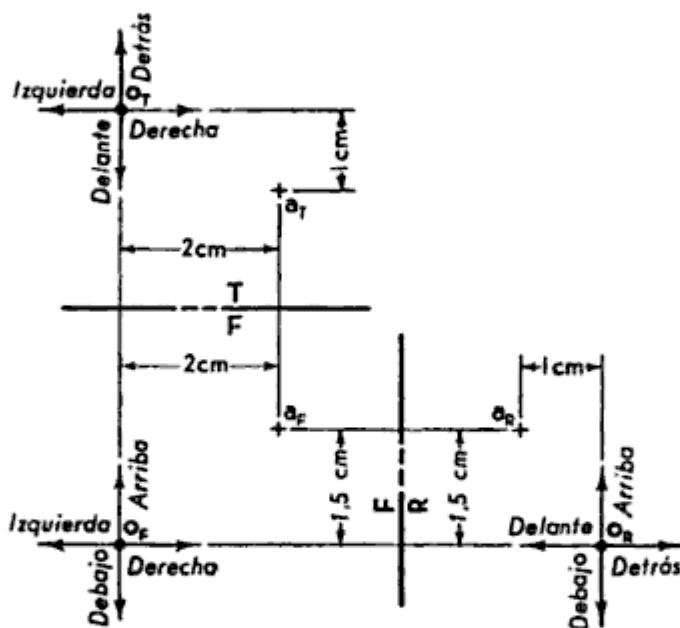 Detrás
Izquierda
O_T
Derecha
Delante
1cm
a_T
2cm
T
F
2cm
1cm
a_F
a_R
1,5 cm
1,5 cm
F
R
Arriba
Izquierda
O_F
Derecha
Debajo
Arriba
Delante
O_R
Detrás
Debajo